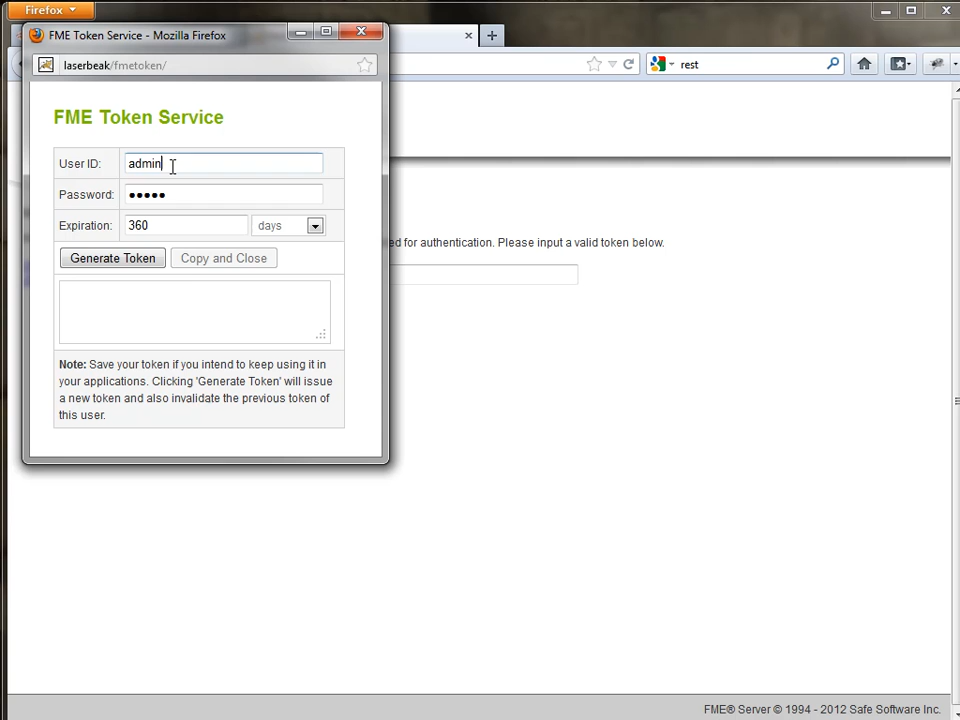 Firefox
FME Token Service - Mozilla Firefox
laserbeak/fmetoken/
rest
FME Token Service
User ID: admin
Password: •••••
Expiration: 360 days
Generate Token Copy and Close
Note: Save your token if you intend to keep using it in
your applications. Clicking 'Generate Token' will issue
a new token and also invalidate the previous token of
this user.
ed for authentication. Please input a valid token below.
FME® Server © 1994 - 2012 Safe Software Inc.